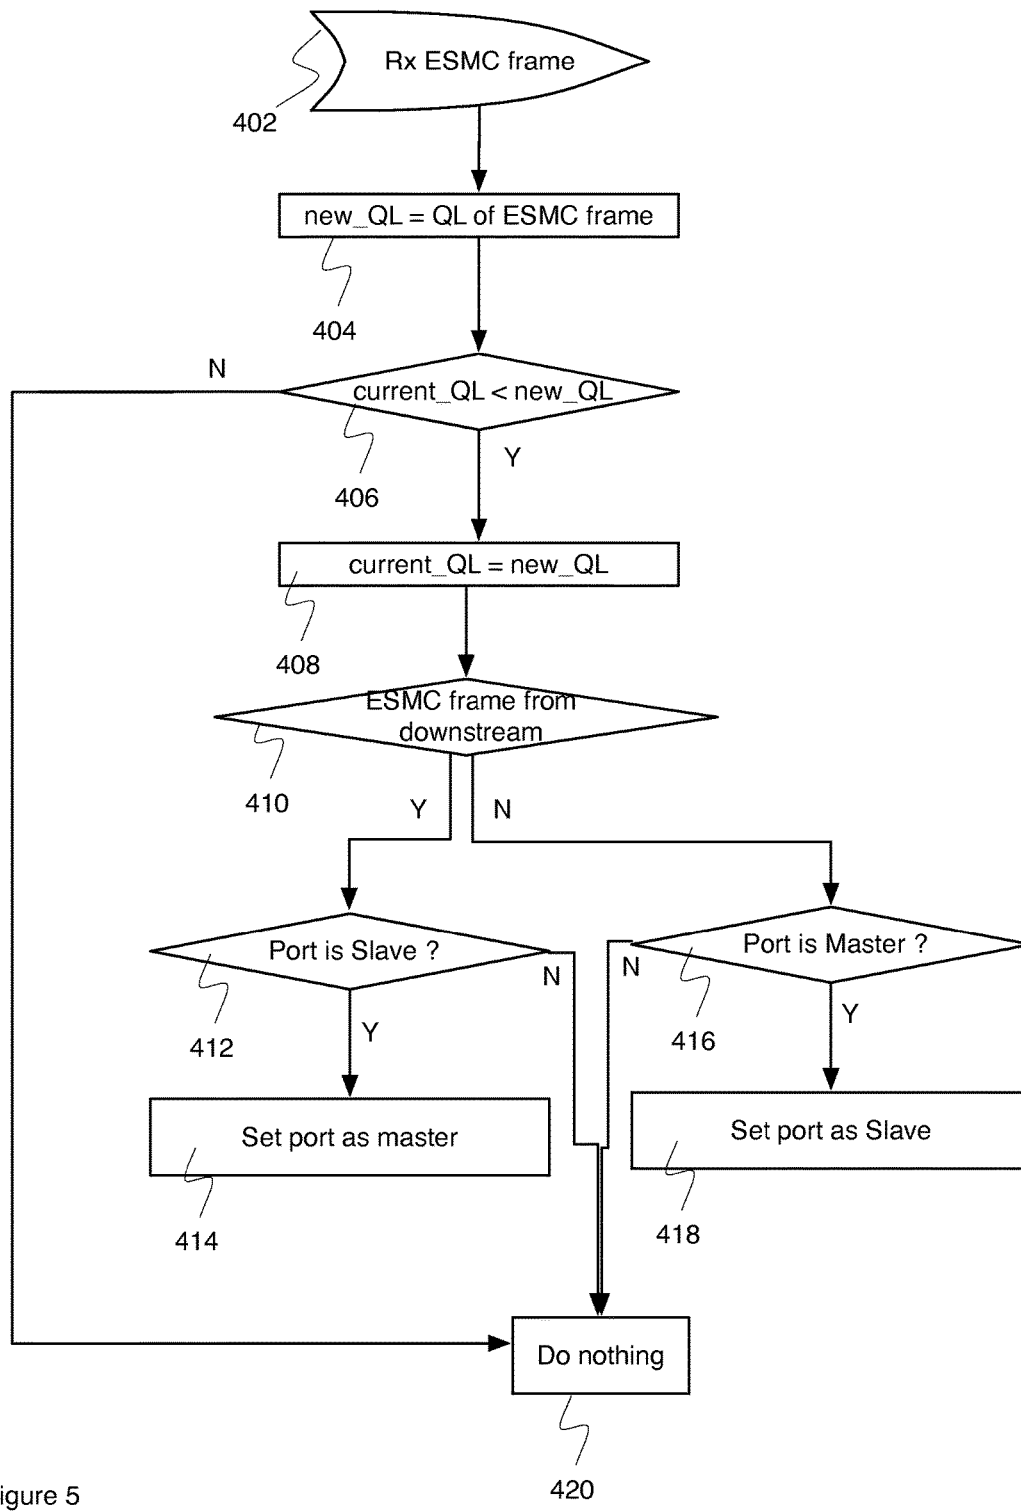 Rx ESMC frame
402
new_QL = QL of ESMC frame
404
N
current_QL < new_QL
Y
406
current_QL = new_QL
408
ESMC frame from
downstream
410
Y
N
Port is Slave ?
Port is Master ?
N
N
412
Y
416
Y
Set port as master
Set port as Slave
414
418
Do nothing
420
igure 5